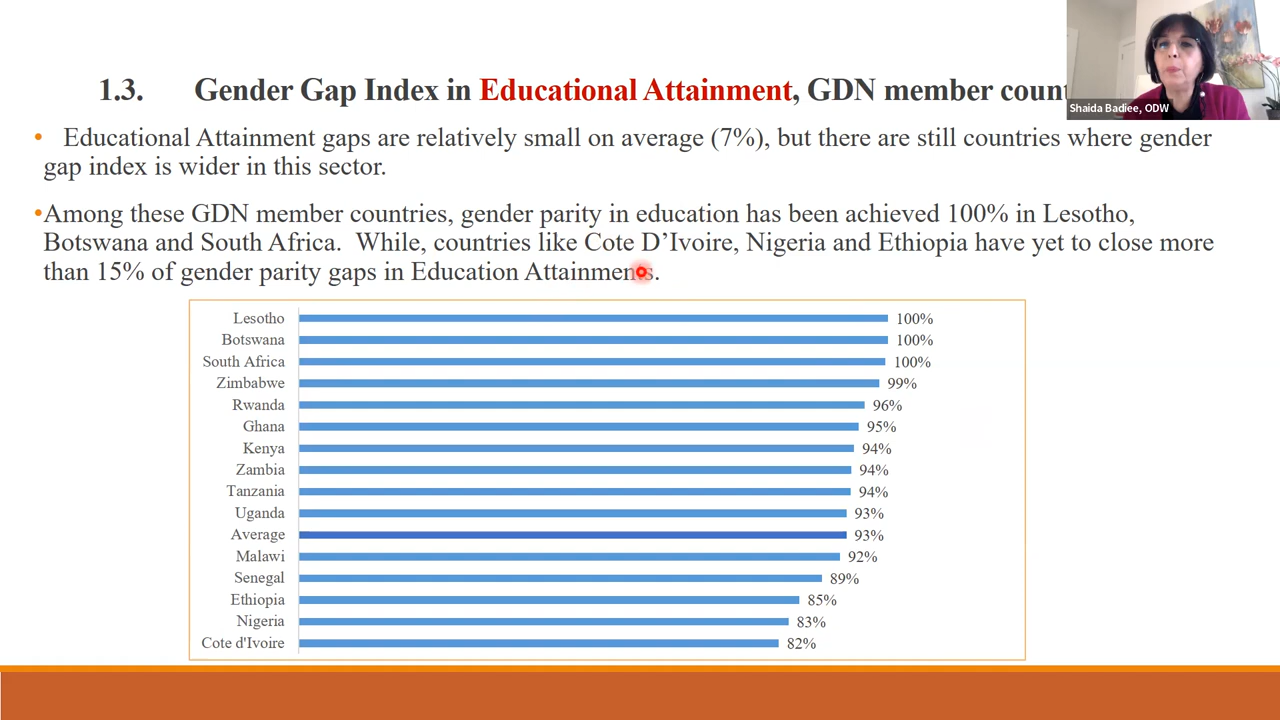 1.3. Gender Gap Index in Educational Attainment, GDN member coun
Shaida Badiee, ODW
• Educational Attainment gaps are relatively small on average (7%), but there are still countries where gender
gap index is wider in this sector.
•Among these GDN member countries, gender parity in education has been achieved 100% in Lesotho,
Botswana and South Africa. While, countries like Cote D’Ivoire, Nigeria and Ethiopia have yet to close more
than 15% of gender parity gaps in Education Attainments.
Lesotho 100%
Botswana 100%
South Africa 100%
Zimbabwe 99%
Rwanda 96%
Ghana 95%
Kenya 94%
Zambia 94%
Tanzania 94%
Uganda 93%
Average 93%
Malawi 92%
Senegal 89%
Ethiopia 85%
Nigeria 83%
Cote d'Ivoire 82%